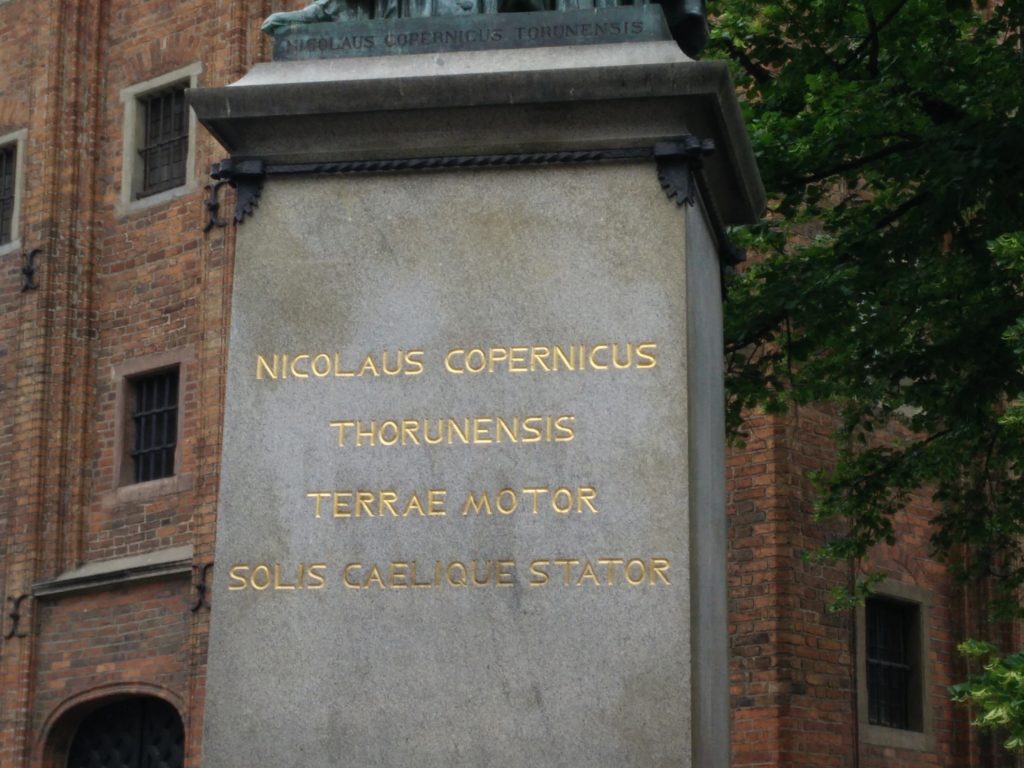 NICOLAUS COPERNICUS TORUNENSIS
NICOLAUS COPERNICUS
THORUNENSIS
TERRAE MOTOR
SOLIS CAELIQUE STATOR